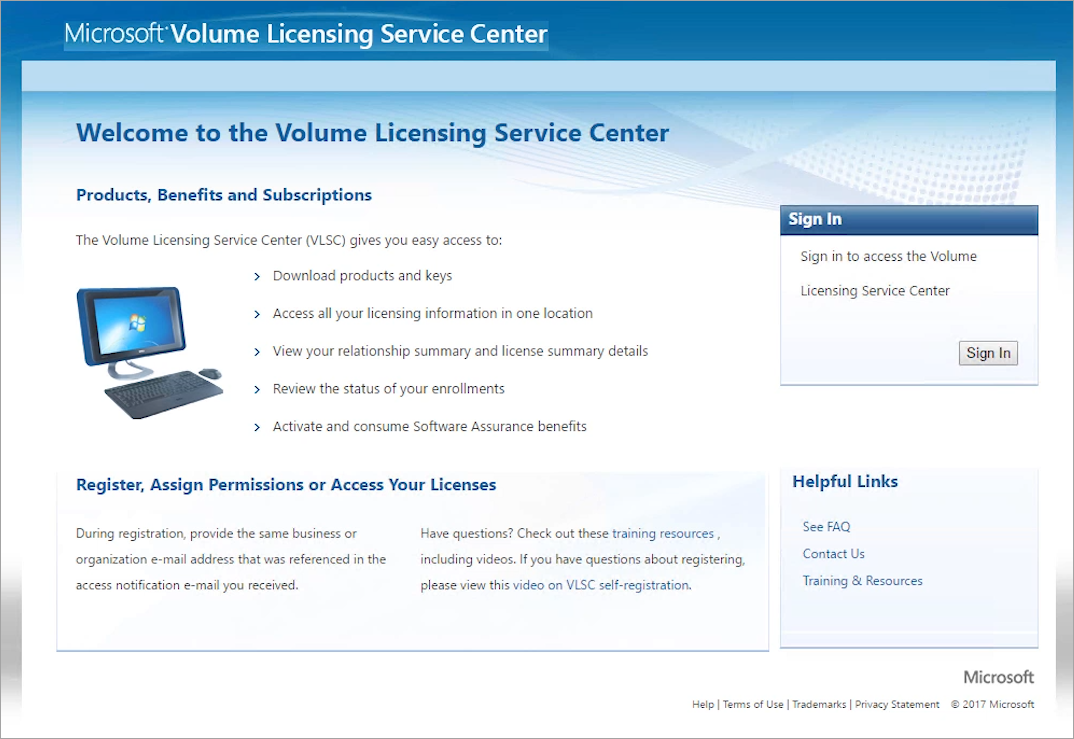 Microsoft Volume Licensing Service Center
Welcome to the Volume Licensing Service Center
Products, Benefits and Subscriptions
The Volume Licensing Service Center (VLSC) gives you easy access to:
Download products and keys
Access all your licensing information in one location
View your relationship summary and license summary details
Review the status of your enrollments
Activate and consume Software Assurance benefits
Sign In
Sign in to access the Volume
Licensing Service Center
Sign In
Register, Assign Permissions or Access Your Licenses
During registration, provide the same business or
organization e-mail address that was referenced in the
access notification e-mail you received.
Have questions? Check out these training resources ,
including videos. If you have questions about registering,
please view this video on VLSC self-registration.
Helpful Links
See FAQ
Contact Us
Training & Resources
Microsoft
Help | Terms of Use | Trademarks | Privacy Statement © 2017 Microsoft